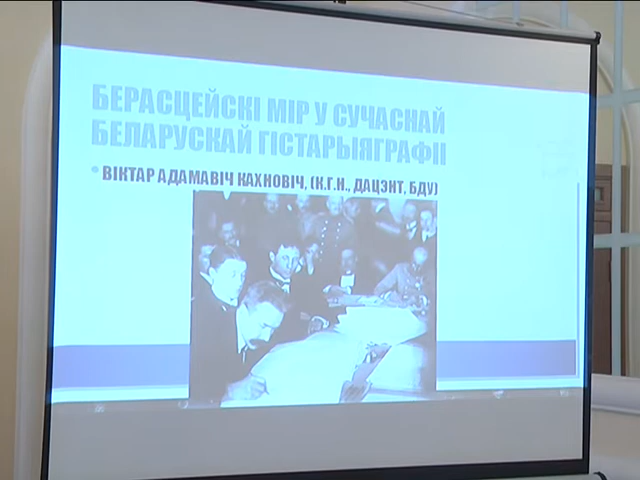 БЕРАСЦЕЙСКІ МІР У СУЧАСНАЙ
БЕЛАРУСКАЙ ГІСТАРЫЯГРАФІІ
• ВІКТАР АДАМАВІЧ КАХНОВІЧ, (К.Г.Н., ДАЦЭНТ, БДУ)